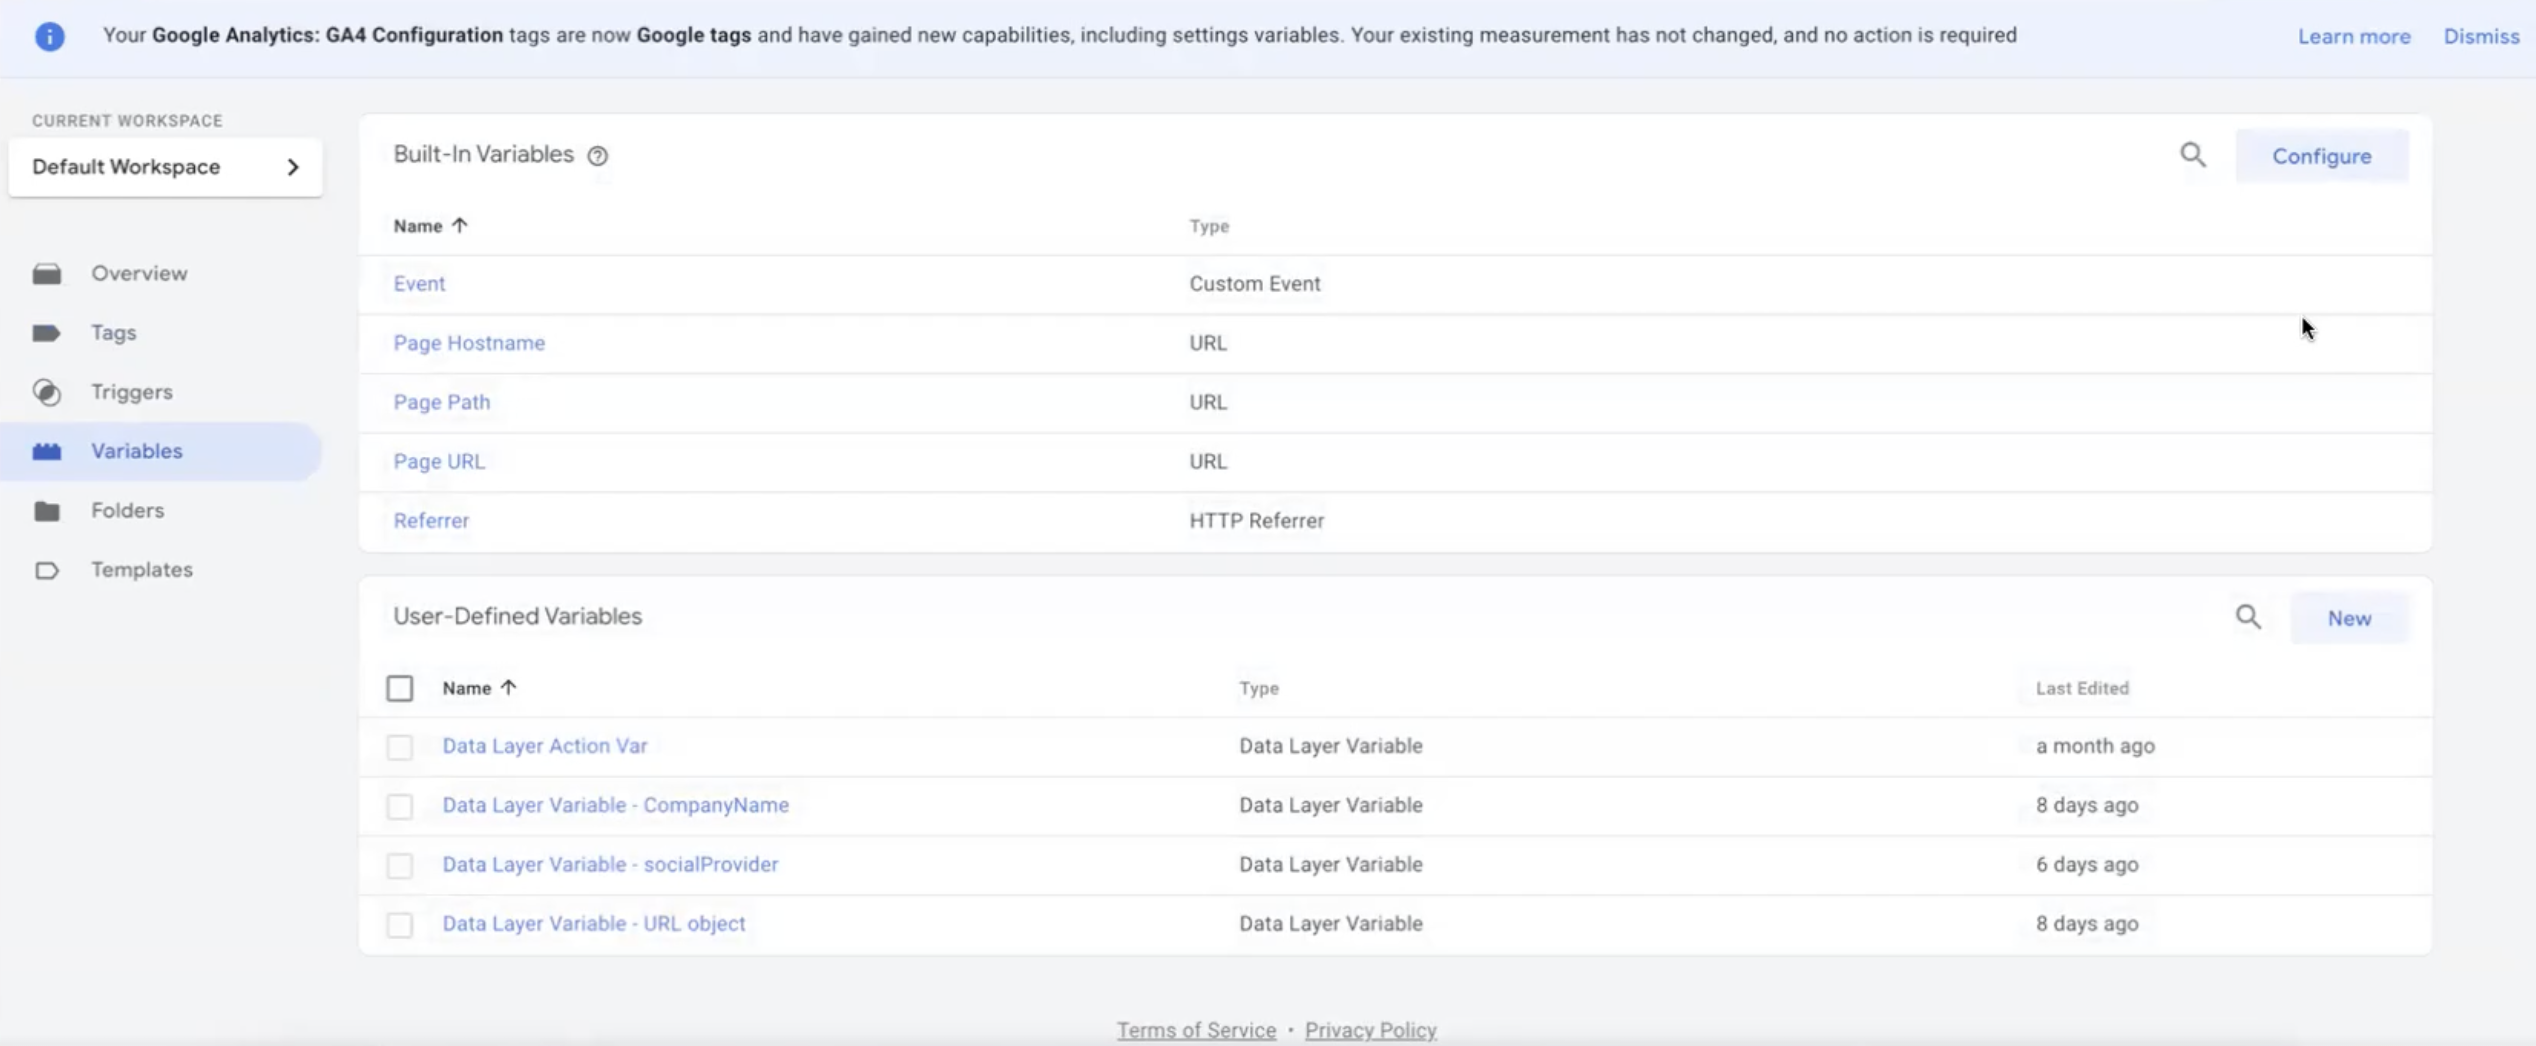 Your Google Analytics: GA4 Configuration tags are now Google tags and have gained new capabilities, including settings variables. Your existing measurement has not changed, and no action is required
Learn more
Dismiss
CURRENT WORKSPACE
Default Workspace
Overview
Tags
Triggers
Variables
Folders
Templates
Built-In Variables
Configure
Name Type
Event Custom Event
Page Hostname URL
Page Path URL
Page URL URL
Referrer HTTP Referrer
User-Defined Variables
New
Name Type Last Edited
Data Layer Action Var Data Layer Variable a month ago
Data Layer Variable - CompanyName Data Layer Variable 8 days ago
Data Layer Variable - socialProvider Data Layer Variable 6 days ago
Data Layer Variable - URL object Data Layer Variable 8 days ago
Terms of Service • Privacy Policy